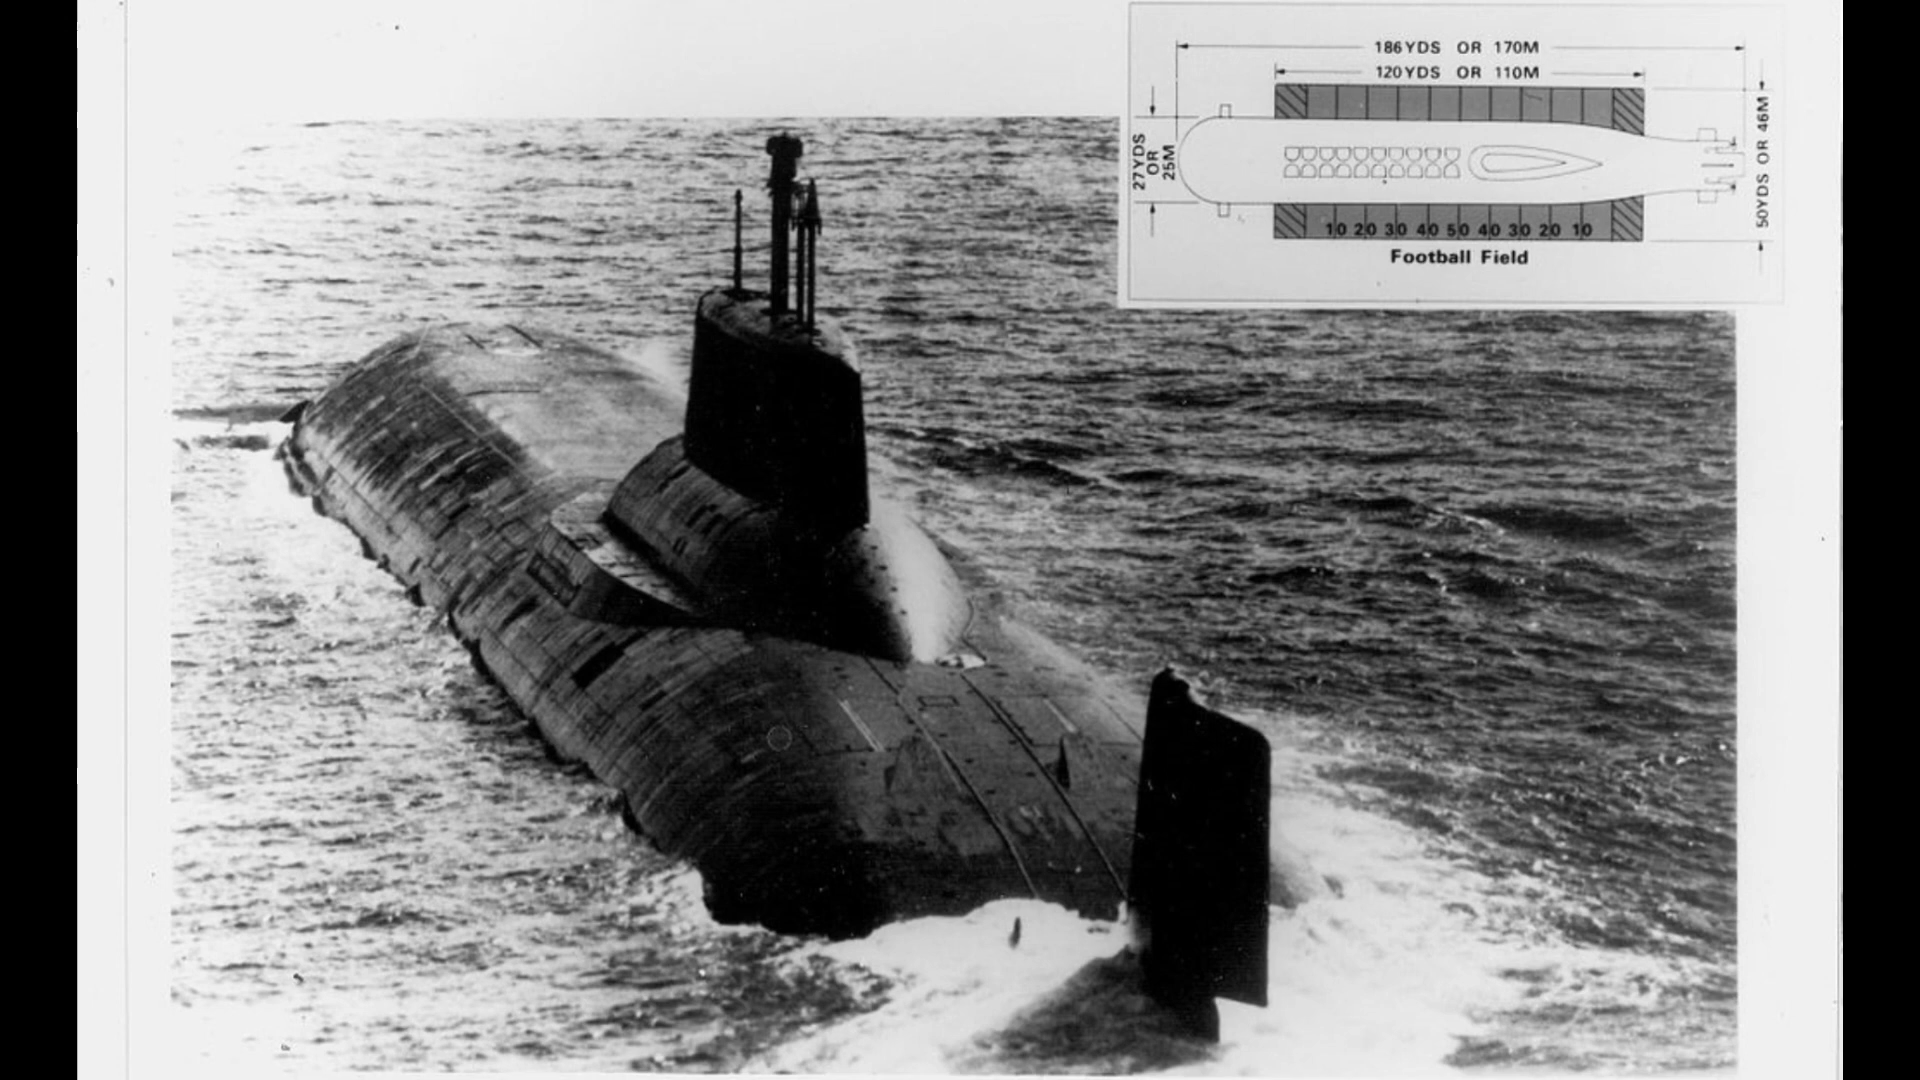 186YDS OR 170M
120YDS OR 110M
27YDS
OR
25M
50YDS OR 46M
10 20 30 40 50 40 30 20 10
Football Field